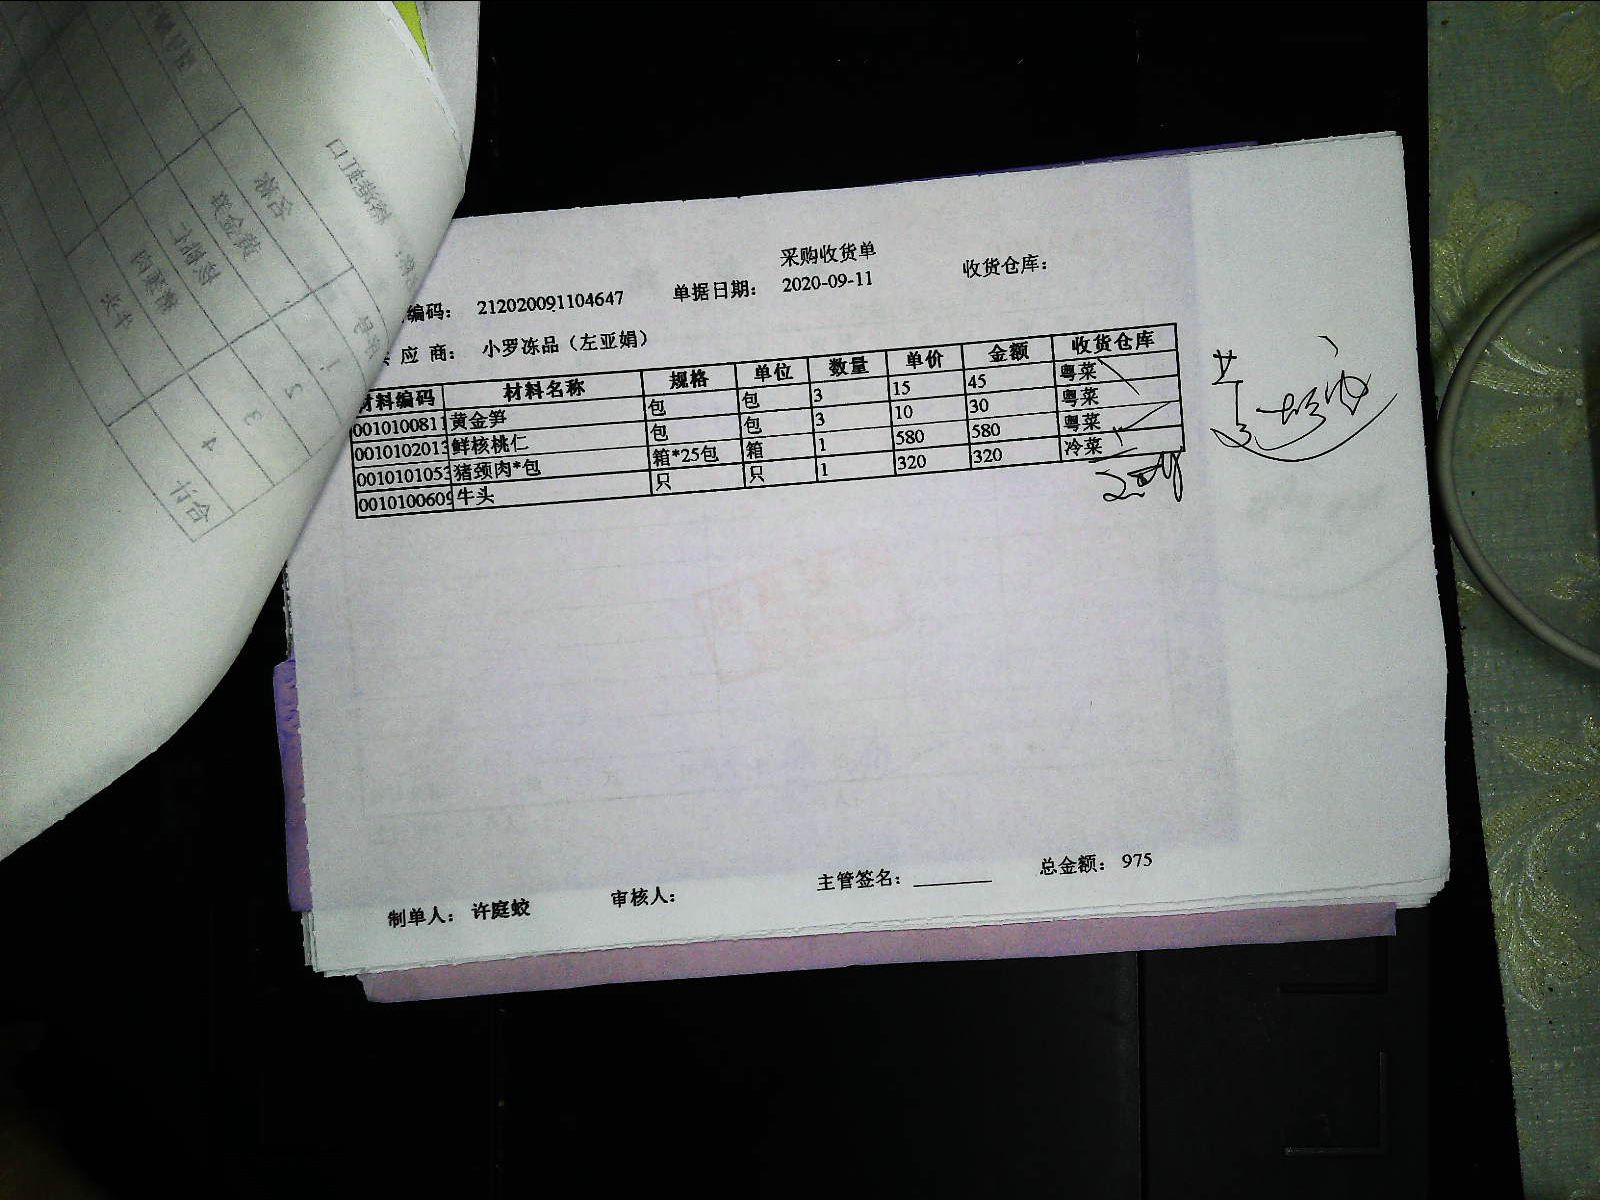 采购收货单
编码： 212020091104647 单据日期： 2020-09-11 收货仓库：
应 商： 小罗冻品（左亚娟）
材料编码 材料名称 规格 单位 数量 单价 金额 收货仓库
0010100811 黄金笋 包 包 3 15 45 粤菜
0010102013 鲜核桃仁 包 包 3 10 30 粤菜
0010101053 猪颈肉*包 箱*25包 箱 1 580 580 粤菜
0010100609 牛头 只 只 1 320 320 冷菜
制单人： 许庭蛟 审核人： 主管签名： 总金额： 975